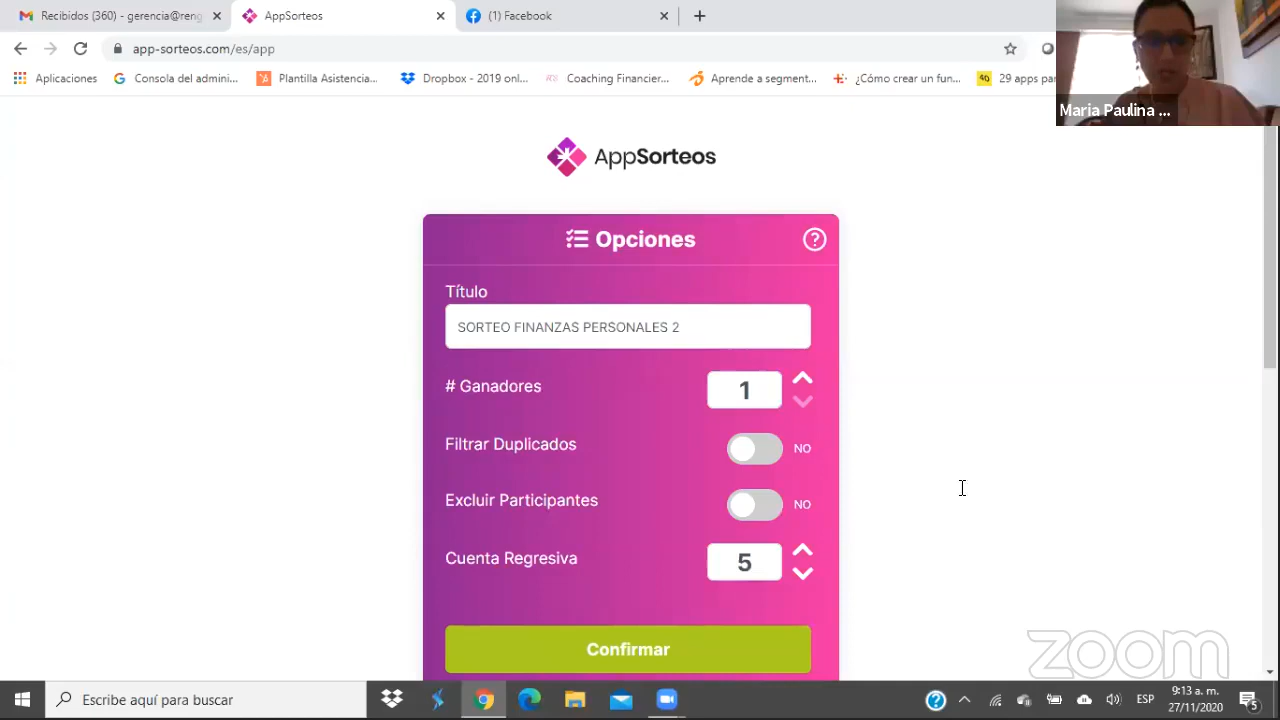 Recibidos (360) - gerencia@reng
AppSorteos
(1) Facebook
app-sorteos.com/es/app
Aplicaciones
Consola del admini...
Plantilla Asistencia...
Dropbox - 2019 onl...
Coaching Financier...
Aprende a segment...
¿Cómo crear un fun...
29 apps par
Maria Paulina ...
AppSorteos
Opciones
Título
SORTEO FINANZAS PERSONALES 2
# Ganadores
1
Filtrar Duplicados
NO
Excluir Participantes
NO
Cuenta Regresiva
5
Confirmar
zoom
Escribe aquí para buscar
ESP
9:13 a. m.
27/11/2020
5